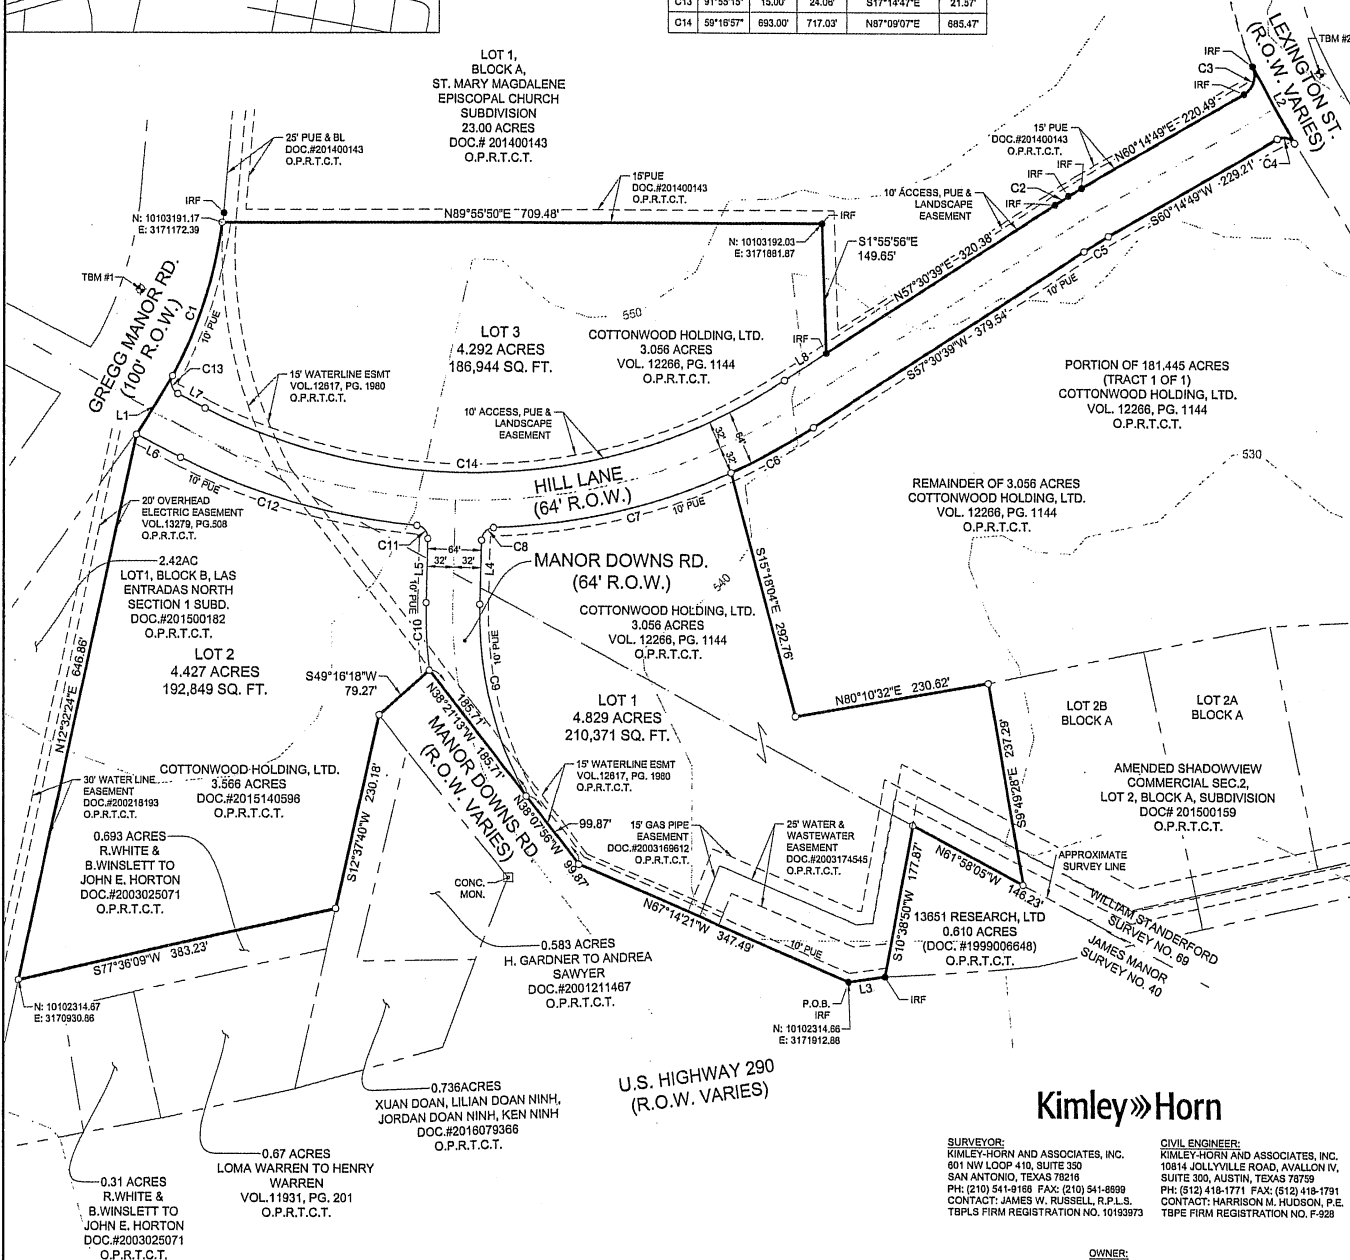 C13 91°55'15" 15.00' 24.06' S17°14'47"E 21.57'
C14 59°16'57" 693.00' 717.03' N87°09'07"E 685.47'
LOT 1,
BLOCK A,
ST. MARY MAGDALENE
EPISCOPAL CHURCH
SUBDIVISION
23.00 ACRES
DOC.# 201400143
O.P.R.T.C.T.
LEXINGTON ST.
(R.O.W. VARIES)
TBM #2
IRF
C3
IRF
L2
C4
25' PUE & BL
DOC.#201400143
O.P.R.T.C.T.
15' PUE
DOC.#201400143
O.P.R.T.C.T.
N60°14'49"E 220.49'
S60°14'49"W 229.21'
IRF
IRF
C2
IRF
C5
10' PUE
15'PUE
DOC.#201400143
O.P.R.T.C.T.
10' ACCESS, PUE &
LANDSCAPE
EASEMENT
IRF
N: 10103191.17
E: 3171172.39
N89°55'50"E 709.48'
IRF
N: 10103192.03
E: 3171881.87
S1°55'56"E
149.65'
N57°30'39"E 320.38'
S57°30'39"W 379.54'
TBM #1
GREGG MANOR RD.
(100' R.O.W.)
C1
10' PUE
550
LOT 3
4.292 ACRES
186,944 SQ. FT.
COTTONWOOD HOLDING, LTD.
3.056 ACRES
VOL. 12266, PG. 1144
O.P.R.T.C.T.
IRF
L8
PORTION OF 181.445 ACRES
(TRACT 1 OF 1)
COTTONWOOD HOLDING, LTD.
VOL. 12266, PG. 1144
O.P.R.T.C.T.
C13
L7
L1
15' WATERLINE ESMT
VOL.12617, PG. 1980
O.P.R.T.C.T.
10' ACCESS, PUE &
LANDSCAPE
EASEMENT
32'
32'
64'
C6
C14
HILL LANE
(64' R.O.W.)
530
L6
10' PUE
C12
C7
10' PUE
REMAINDER OF 3.056 ACRES
COTTONWOOD HOLDING, LTD.
VOL. 12266, PG. 1144
O.P.R.T.C.T.
20' OVERHEAD
ELECTRIC EASEMENT
VOL.13279, PG.508
O.P.R.T.C.T.
C11
64'
32' 32'
C8
L5
L4
10' PUE
MANOR DOWNS RD.
(64' R.O.W.)
540
S15°18'04"E 292.76'
2.42AC
LOT1, BLOCK B, LAS
ENTRADAS NORTH
SECTION 1 SUBD.
DOC.#201500182
O.P.R.T.C.T.
COTTONWOOD HOLDING, LTD.
3.056 ACRES
VOL. 12266, PG. 1144
O.P.R.T.C.T.
C10
10' PUE
C9
N12°32'24"E 646.86'
LOT 2
4.427 ACRES
192,849 SQ. FT.
S49°16'18"W
79.27'
N38°21'13"W 185.71'
185.71'
LOT 1
4.829 ACRES
210,371 SQ. FT.
N80°10'32"E 230.62'
LOT 2B
BLOCK A
LOT 2A
BLOCK A
S9°49'28"E 237.29'
MANOR DOWNS RD.
(R.O.W. VARIES)
15' WATERLINE ESMT
VOL.12617, PG. 1980
O.P.R.T.C.T.
AMENDED SHADOWVIEW
COMMERCIAL SEC.2,
LOT 2, BLOCK A, SUBDIVISION
DOC# 201500159
O.P.R.T.C.T.
30' WATER LINE
EASEMENT
DOC.#200218193
O.P.R.T.C.T.
COTTONWOOD HOLDING, LTD.
3.566 ACRES
DOC.#2015140596
O.P.R.T.C.T.
S12°37'40"W 230.18'
N38°07'56"W 99.87'
99.87'
15' GAS PIPE
EASEMENT
DOC.#2003169612
O.P.R.T.C.T.
25' WATER &
WASTEWATER
EASEMENT
DOC.#2003174545
O.P.R.T.C.T.
0.693 ACRES
R.WHITE &
B.WINSLETT TO
JOHN E. HORTON
DOC.#2003025071
O.P.R.T.C.T.
CONC.
MON.
S10°38'50"W 177.87'
N61°58'05"W 146.23'
APPROXIMATE
SURVEY LINE
WILLIAM STANDERFORD
SURVEY NO. 69
JAMES MANOR
SURVEY NO. 40
N67°14'21"W 347.49'
10' PUE
13651 RESEARCH, LTD
0.610 ACRES
(DOC. #1999006648)
O.P.R.T.C.T.
S77°36'09"W 383.23'
0.583 ACRES
H. GARDNER TO ANDREA
SAWYER
DOC.#2001211467
O.P.R.T.C.T.
L3
IRF
P.O.B.
IRF
N: 10102314.66
E: 3171912.88
N: 10102314.67
E: 3170930.86
U.S. HIGHWAY 290
(R.O.W. VARIES)
0.736ACRES
XUAN DOAN, LILIAN DOAN NINH,
JORDAN DOAN NINH, KEN NINH
DOC.#2016079366
O.P.R.T.C.T.
0.67 ACRES
LOMA WARREN TO HENRY
WARREN
VOL.11931, PG. 201
O.P.R.T.C.T.
0.31 ACRES
R.WHITE &
B.WINSLETT TO
JOHN E. HORTON
DOC.#2003025071
O.P.R.T.C.T.
Kimley»Horn
SURVEYOR:
KIMLEY-HORN AND ASSOCIATES, INC.
601 NW LOOP 410, SUITE 350
SAN ANTONIO, TEXAS 78216
PH: (210) 541-9166 FAX: (210) 541-8699
CONTACT: JAMES W. RUSSELL, R.P.L.S.
TBPLS FIRM REGISTRATION NO. 10193973
CIVIL ENGINEER:
KIMLEY-HORN AND ASSOCIATES, INC.
10814 JOLLYVILLE ROAD, AVALLON IV,
SUITE 300, AUSTIN, TEXAS 78759
PH: (512) 418-1771 FAX: (512) 418-1791
CONTACT: HARRISON M. HUDSON, P.E.
TBPE FIRM REGISTRATION NO. F-928
OWNER: